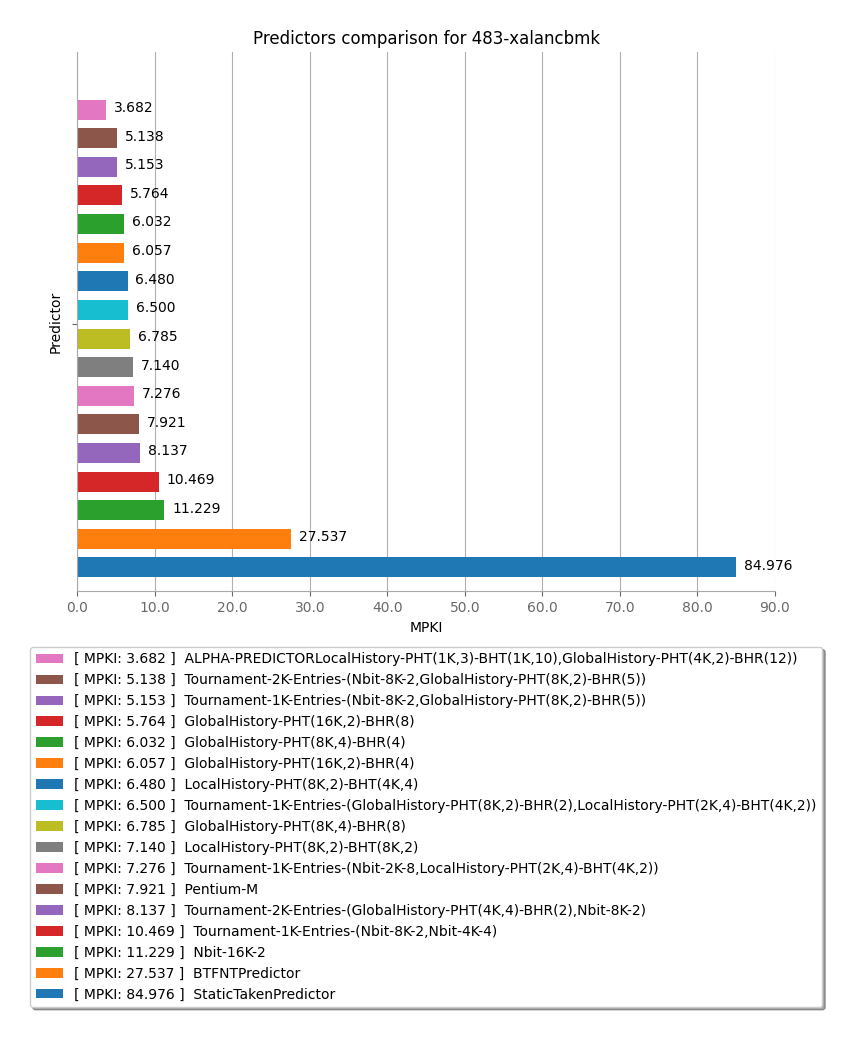 Predictors comparison for 483-xalancbmk
3.682
5.138
5.153
5.764
6.032
6.057
6.480
6.500
6.785
7.140
7.276
7.921
8.137
10.469
11.229
27.537
84.976
Predictor
0.0 10.0 20.0 30.0 40.0 50.0 60.0 70.0 80.0 90.0
MPKI
[ MPKI: 3.682 ] ALPHA-PREDICTORLocalHistory-PHT(1K,3)-BHT(1K,10),GlobalHistory-PHT(4K,2)-BHR(12))
[ MPKI: 5.138 ] Tournament-2K-Entries-(Nbit-8K-2,GlobalHistory-PHT(8K,2)-BHR(5))
[ MPKI: 5.153 ] Tournament-1K-Entries-(Nbit-8K-2,GlobalHistory-PHT(8K,2)-BHR(5))
[ MPKI: 5.764 ] GlobalHistory-PHT(16K,2)-BHR(8)
[ MPKI: 6.032 ] GlobalHistory-PHT(8K,4)-BHR(4)
[ MPKI: 6.057 ] GlobalHistory-PHT(16K,2)-BHR(4)
[ MPKI: 6.480 ] LocalHistory-PHT(8K,2)-BHT(4K,4)
[ MPKI: 6.500 ] Tournament-1K-Entries-(GlobalHistory-PHT(8K,2)-BHR(2),LocalHistory-PHT(2K,4)-BHT(4K,2))
[ MPKI: 6.785 ] GlobalHistory-PHT(8K,4)-BHR(8)
[ MPKI: 7.140 ] LocalHistory-PHT(8K,2)-BHT(8K,2)
[ MPKI: 7.276 ] Tournament-1K-Entries-(Nbit-2K-8,LocalHistory-PHT(2K,4)-BHT(4K,2))
[ MPKI: 7.921 ] Pentium-M
[ MPKI: 8.137 ] Tournament-2K-Entries-(GlobalHistory-PHT(4K,4)-BHR(2),Nbit-8K-2)
[ MPKI: 10.469 ] Tournament-1K-Entries-(Nbit-8K-2,Nbit-4K-4)
[ MPKI: 11.229 ] Nbit-16K-2
[ MPKI: 27.537 ] BTFNTPredictor
[ MPKI: 84.976 ] StaticTakenPredictor